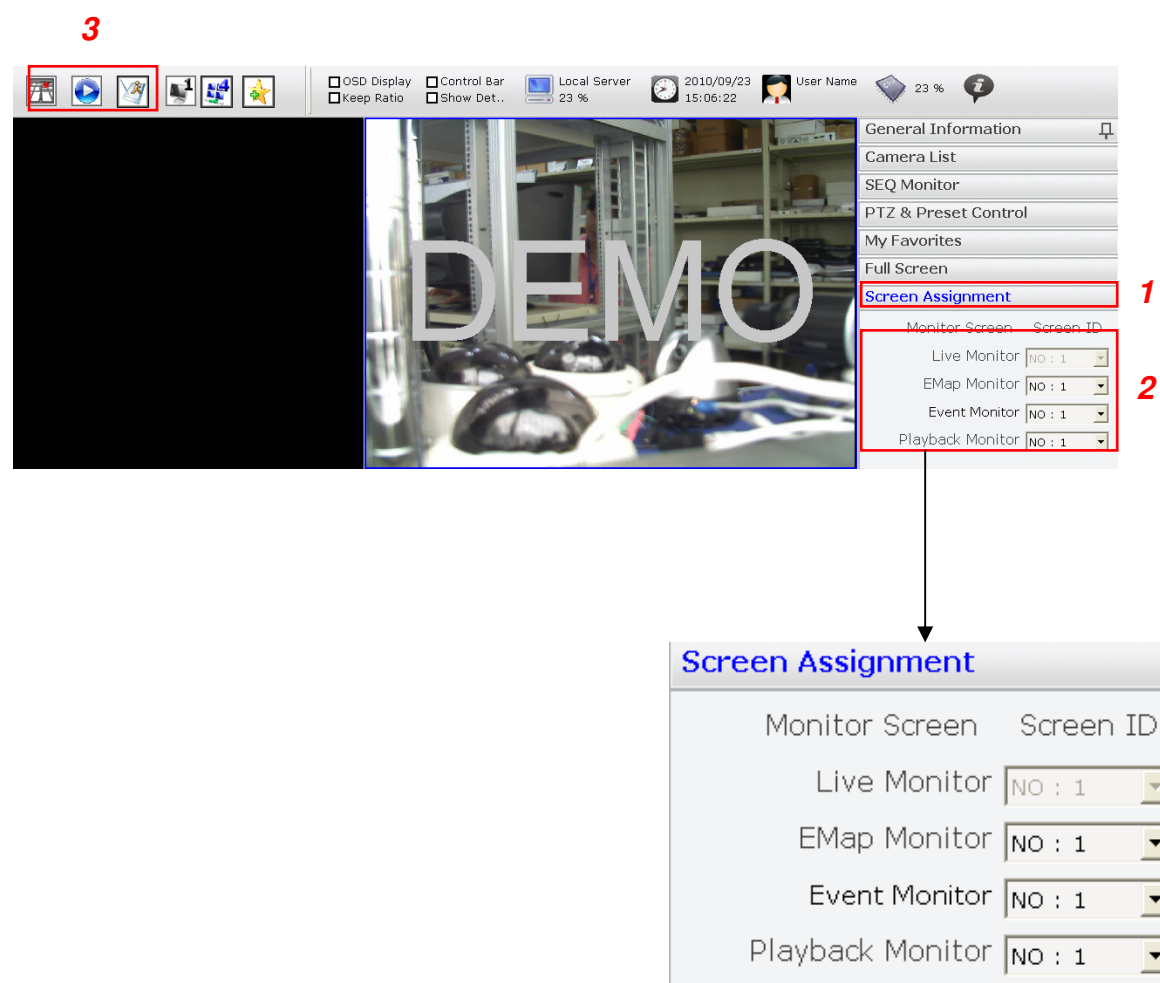 3
1
4
OSD Display
Keep Ratio
Control Bar
Show Det..
Local Server
23 %
2010/09/23
15:06:22
User Name
23 %
i
General Information
Camera List
SEQ Monitor
PTZ & Preset Control
My Favorites
Full Screen
Screen Assignment
1
Monitor Screen Screen ID
Live Monitor NO : 1
EMap Monitor NO : 1
Event Monitor NO : 1
Playback Monitor NO : 1
2
DEMO
Screen Assignment
Monitor Screen Screen ID
Live Monitor NO : 1
EMap Monitor NO : 1
Event Monitor NO : 1
Playback Monitor NO : 1